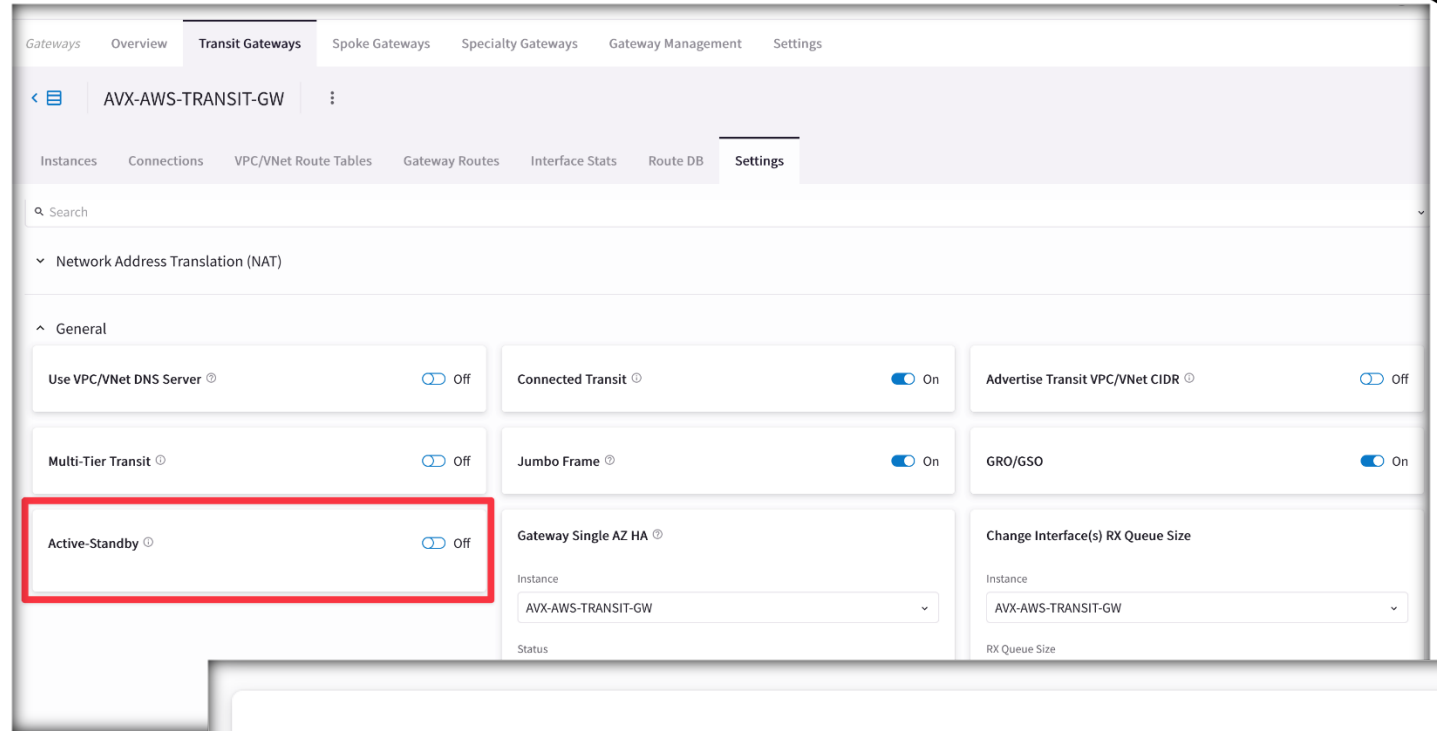 Gateways Overview Transit Gateways Spoke Gateways Specialty Gateways Gateway Management Settings
AVX-AWS-TRANSIT-GW
Instances Connections VPC/VNet Route Tables Gateway Routes Interface Stats Route DB Settings
Search
Network Address Translation (NAT)
General
Use VPC/VNet DNS Server Off Connected Transit On Advertise Transit VPC/VNet CIDR Off
Multi-Tier Transit Off Jumbo Frame On GRO/GSO On
Active-Standby Off
Gateway Single AZ HA Change Interface(s) RX Queue Size
Instance Instance
AVX-AWS-TRANSIT-GW AVX-AWS-TRANSIT-GW
Status RX Queue Size